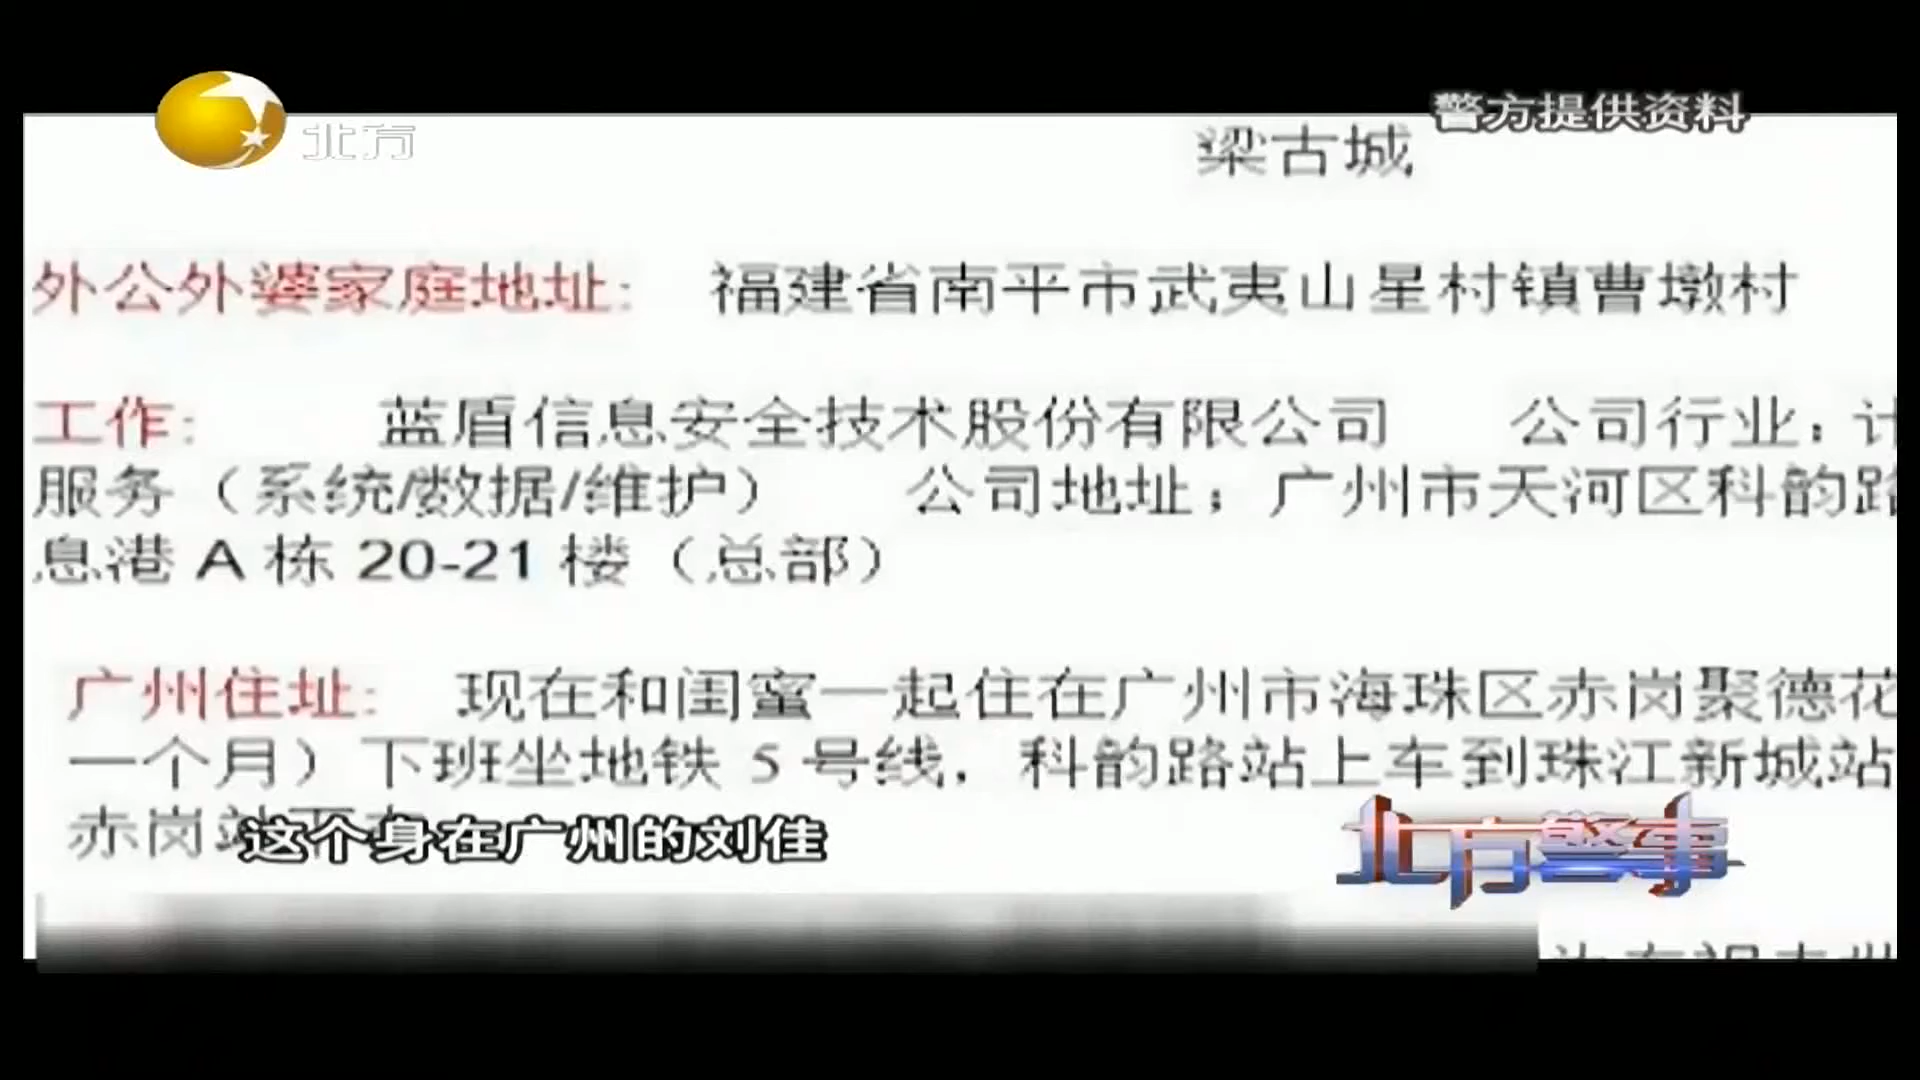 北方
警方提供资料
梁古城
外公外婆家庭地址： 福建省南平市武夷山星村镇曹墩村
工作： 蓝盾信息安全技术股份有限公司 公司行业：计
服务（系统/数据/维护） 公司地址：广州市天河区科韵路
息港 A 栋 20-21 楼（总部）
广州住址： 现在和闺蜜一起住在广州市海珠区赤岗聚德花
一个月）下班坐地铁 5 号线，科韵路站上车到珠江新城站
赤岗站下车
这个身在广州的刘佳
北方警事